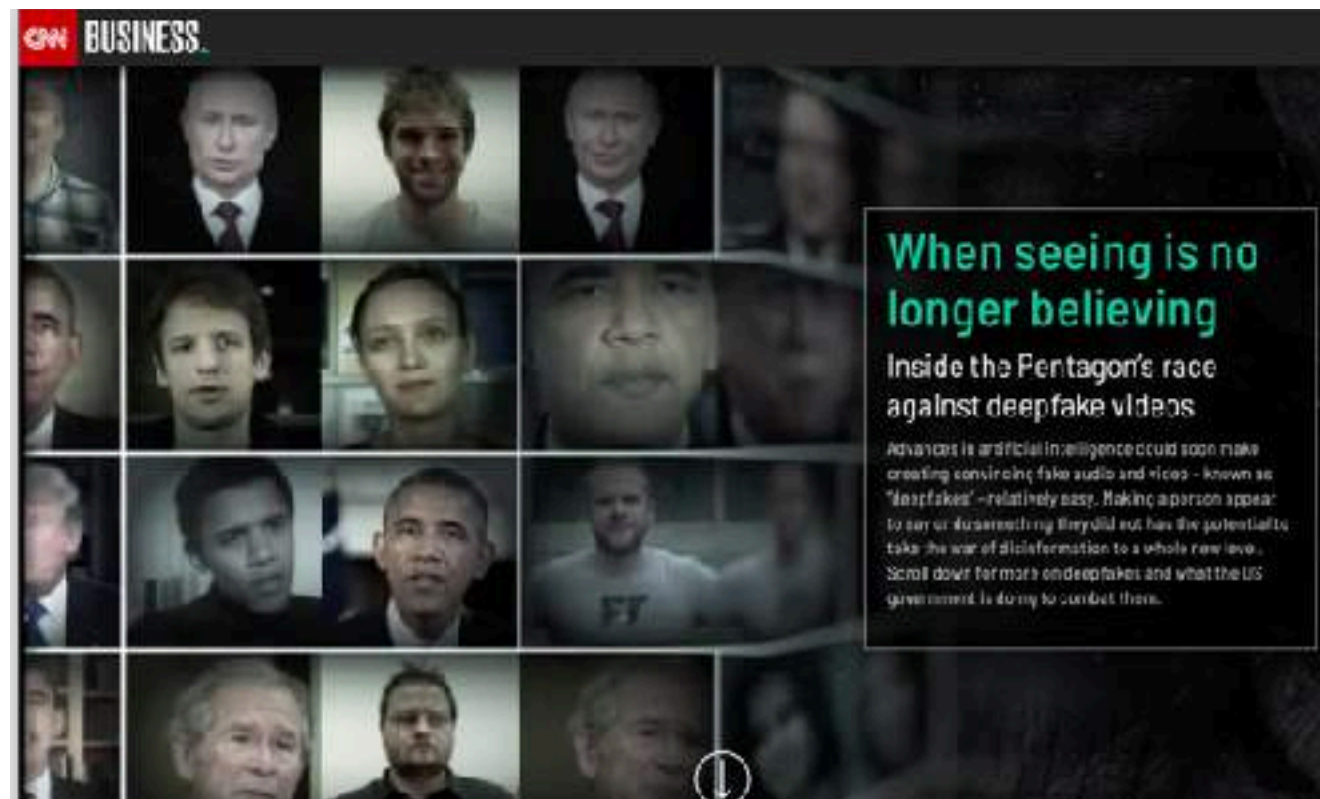 CNN BUSINESS
When seeing is no
longer believing
Inside the Pentagon's race
against deepfake videos
Advances in artificial intelligence could soon make
creating convincing fake audio and video – known as
"deepfakes" – relatively easy. Making a person appear
to say or do something they did not has the potential to
take the war of disinformation to a whole new level.
Scroll down for more on deepfakes and what the US
government is doing to combat them.